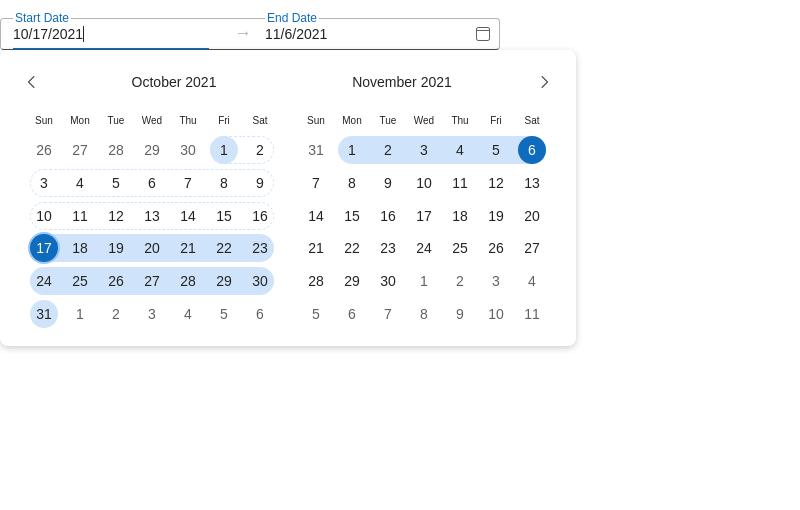 Start Date End Date
10/17/2021 → 11/6/2021
October 2021 November 2021
Sun Mon Tue Wed Thu Fri Sat Sun Mon Tue Wed Thu Fri Sat
26 27 28 29 30 1 2 31 1 2 3 4 5 6
3 4 5 6 7 8 9 7 8 9 10 11 12 13
10 11 12 13 14 15 16 14 15 16 17 18 19 20
17 18 19 20 21 22 23 21 22 23 24 25 26 27
24 25 26 27 28 29 30 28 29 30 1 2 3 4
31 1 2 3 4 5 6 5 6 7 8 9 10 11